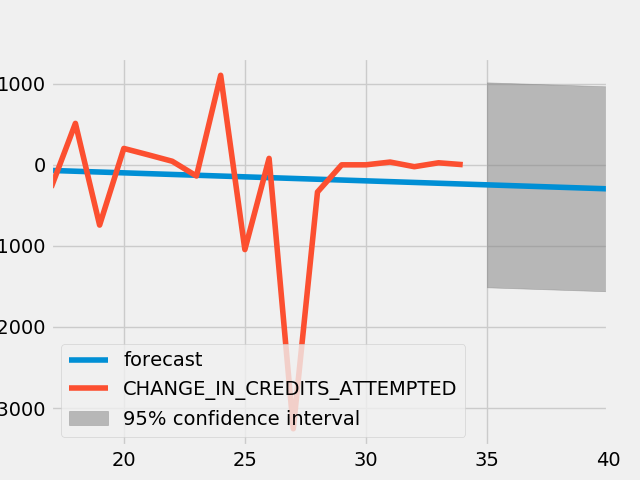 1000
0
1000
2000
3000
forecast
CHANGE_IN_CREDITS_ATTEMPTED
95% confidence interval
20 25 30 35 40